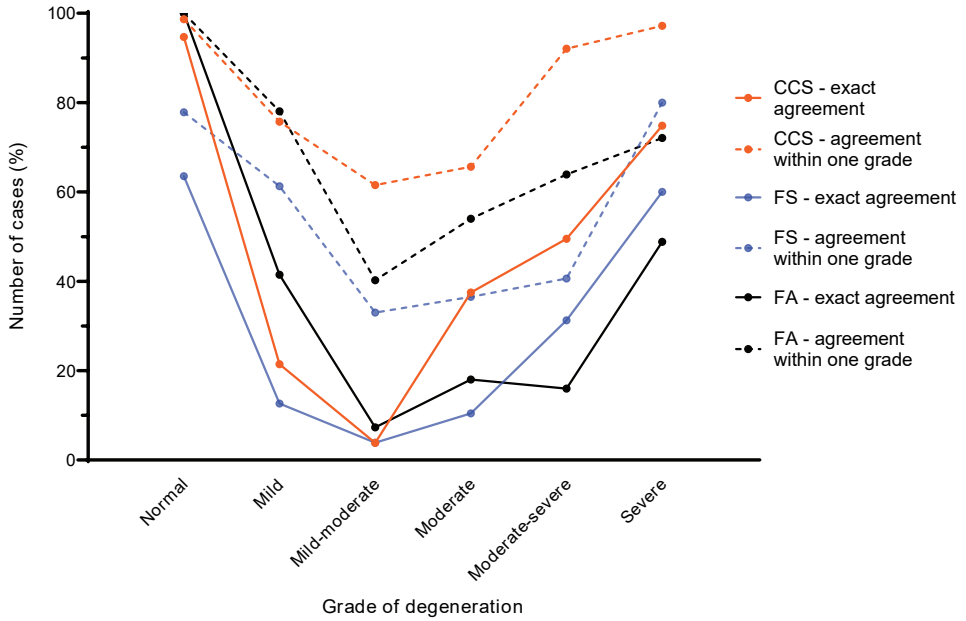 Number of cases (%)
100
80
60
40
20
0
Normal
Mild
Mild-moderate
Moderate
Moderate-severe
Severe
Grade of degeneration
CCS - exact
agreement
CCS - agreement
within one grade
FS - exact agreement
FS - agreement
within one grade
FA - exact agreement
FA - agreement
within one grade